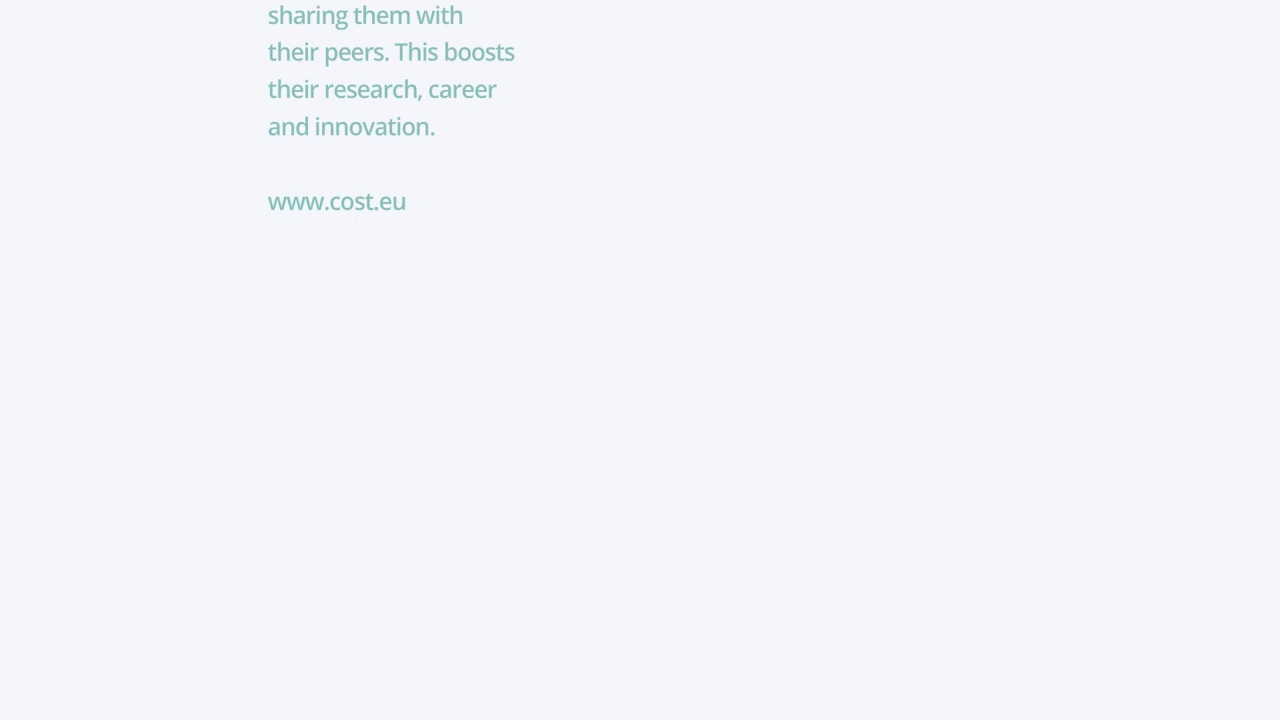 sharing them with
their peers. This boosts
their research, career
and innovation.
www.cost.eu